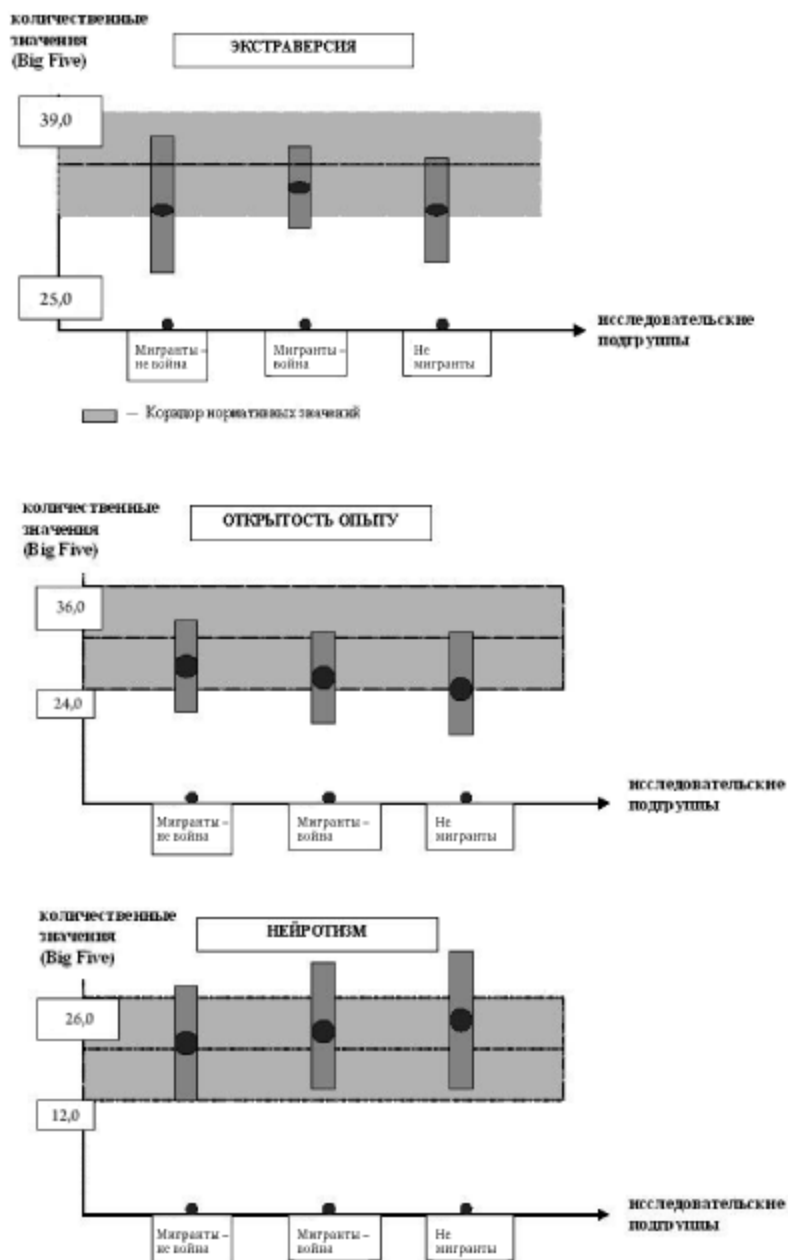 количественные
значения
(Big Five)
ЭКСТРАВЕРСИЯ
39,0
25,0
исследовательские
подгруппы
Мигранты –
не война
Мигранты –
война
Не
мигранты
— Коридор нормативных значений
количественные
значения
(Big Five)
ОТКРЫТОСТЬ ОПЫТУ
36,0
24,0
исследовательские
подгруппы
Мигранты –
не война
Мигранты –
война
Не
мигранты
количественные
значения
(Big Five)
НЕЙРОТИЗМ
26,0
12,0
исследовательские
подгруппы
Мигранты –
не война
Мигранты –
война
Не
мигранты